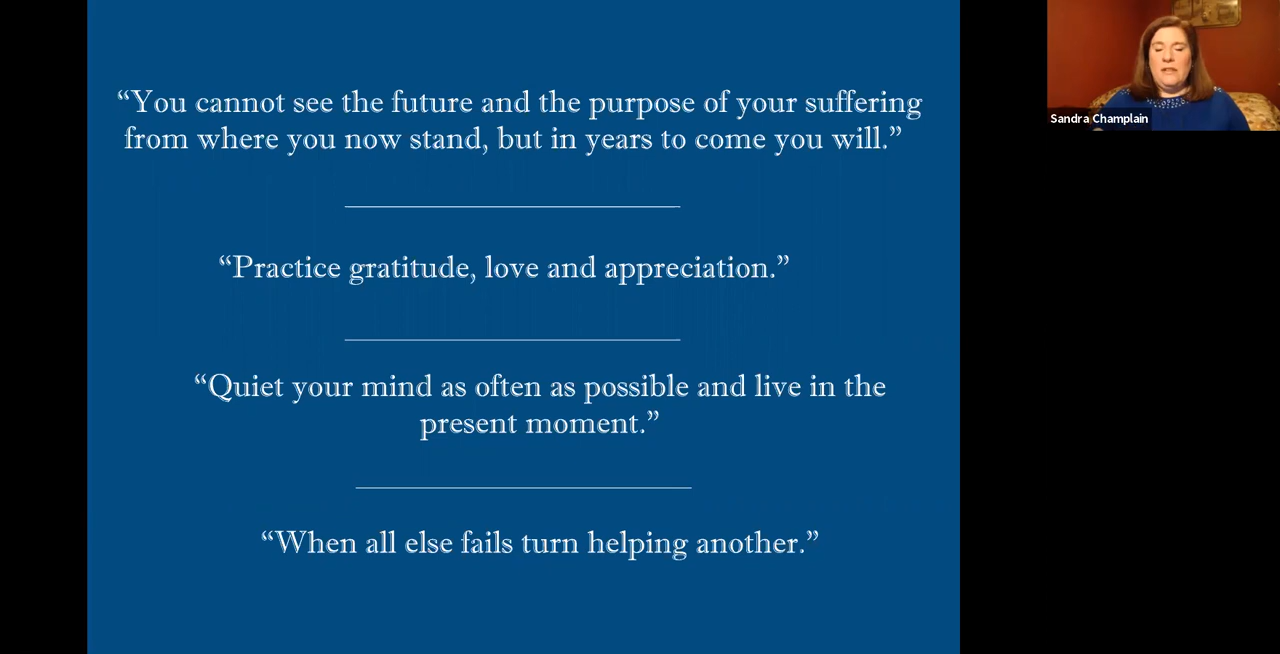 “You cannot see the future and the purpose of your suffering
from where you now stand, but in years to come you will.”
“Practice gratitude, love and appreciation.”
“Quiet your mind as often as possible and live in the
present moment.”
“When all else fails turn helping another.”
Sandra Champlain